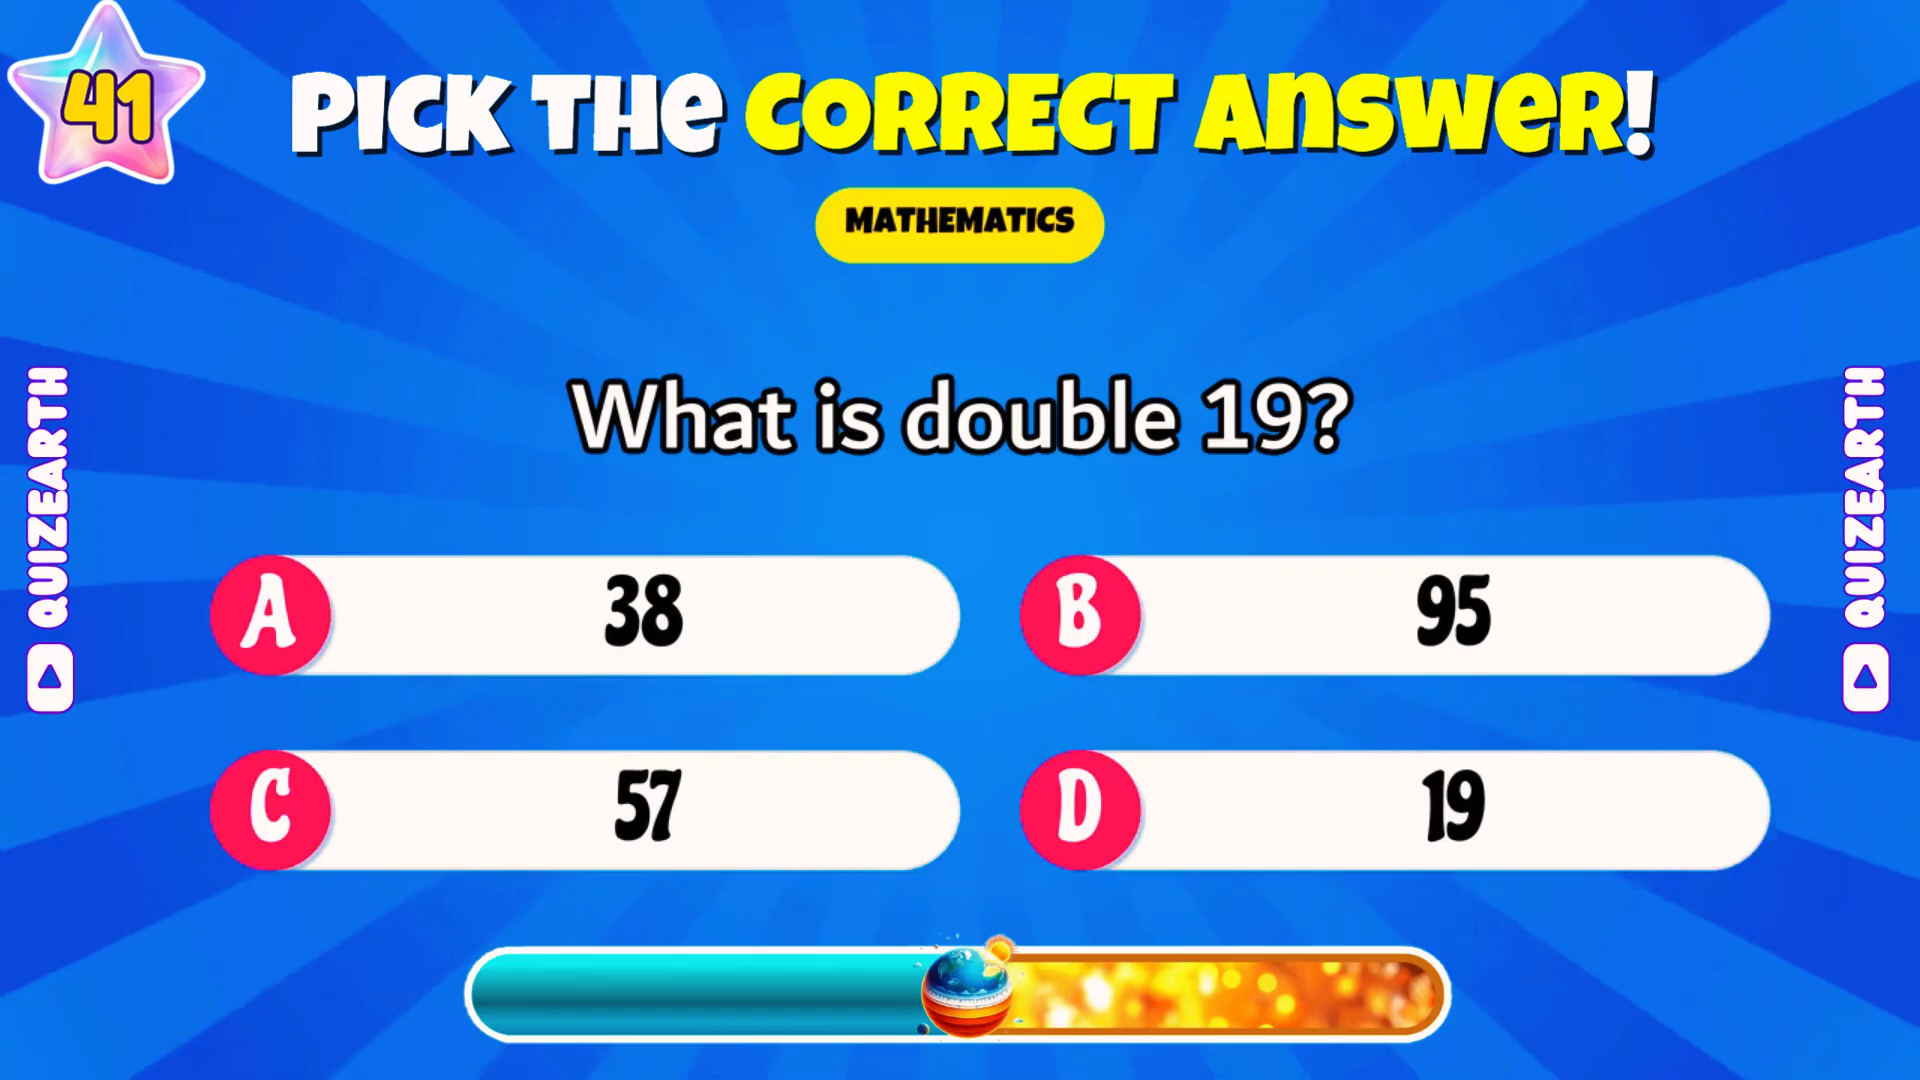 41
PICK THE CORRECT ANSWER!
MATHEMATICS
What is double 19?
A 38
B 95
C 57
D 19
QUIZEARTH
QUIZEARTH